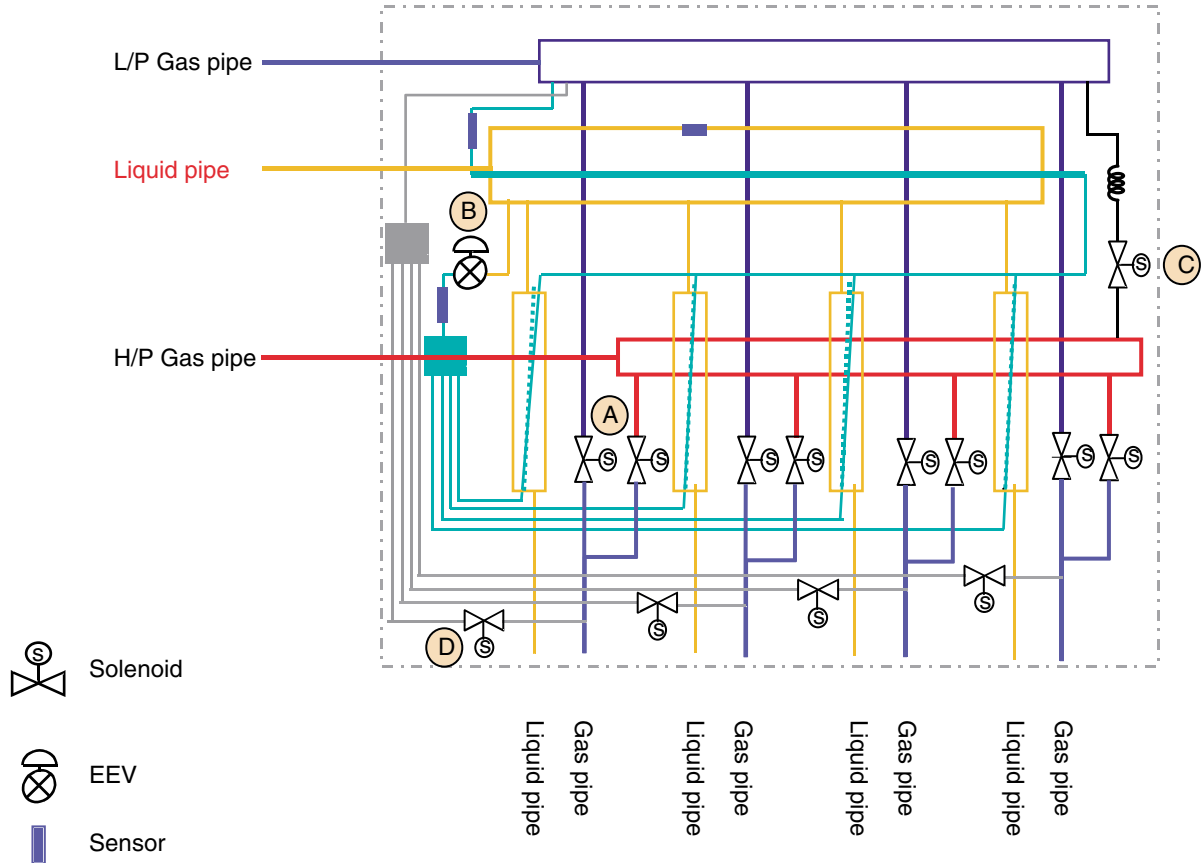 L/P Gas pipe
Liquid pipe
B
S
C
H/P Gas pipe
A
S
S
S
S
S
S
S
S
S
S
S
S
D
S
Solenoid
EEV
Sensor
Liquid pipe
Gas pipe
Liquid pipe
Gas pipe
Liquid pipe
Gas pipe
Liquid pipe
Gas pipe